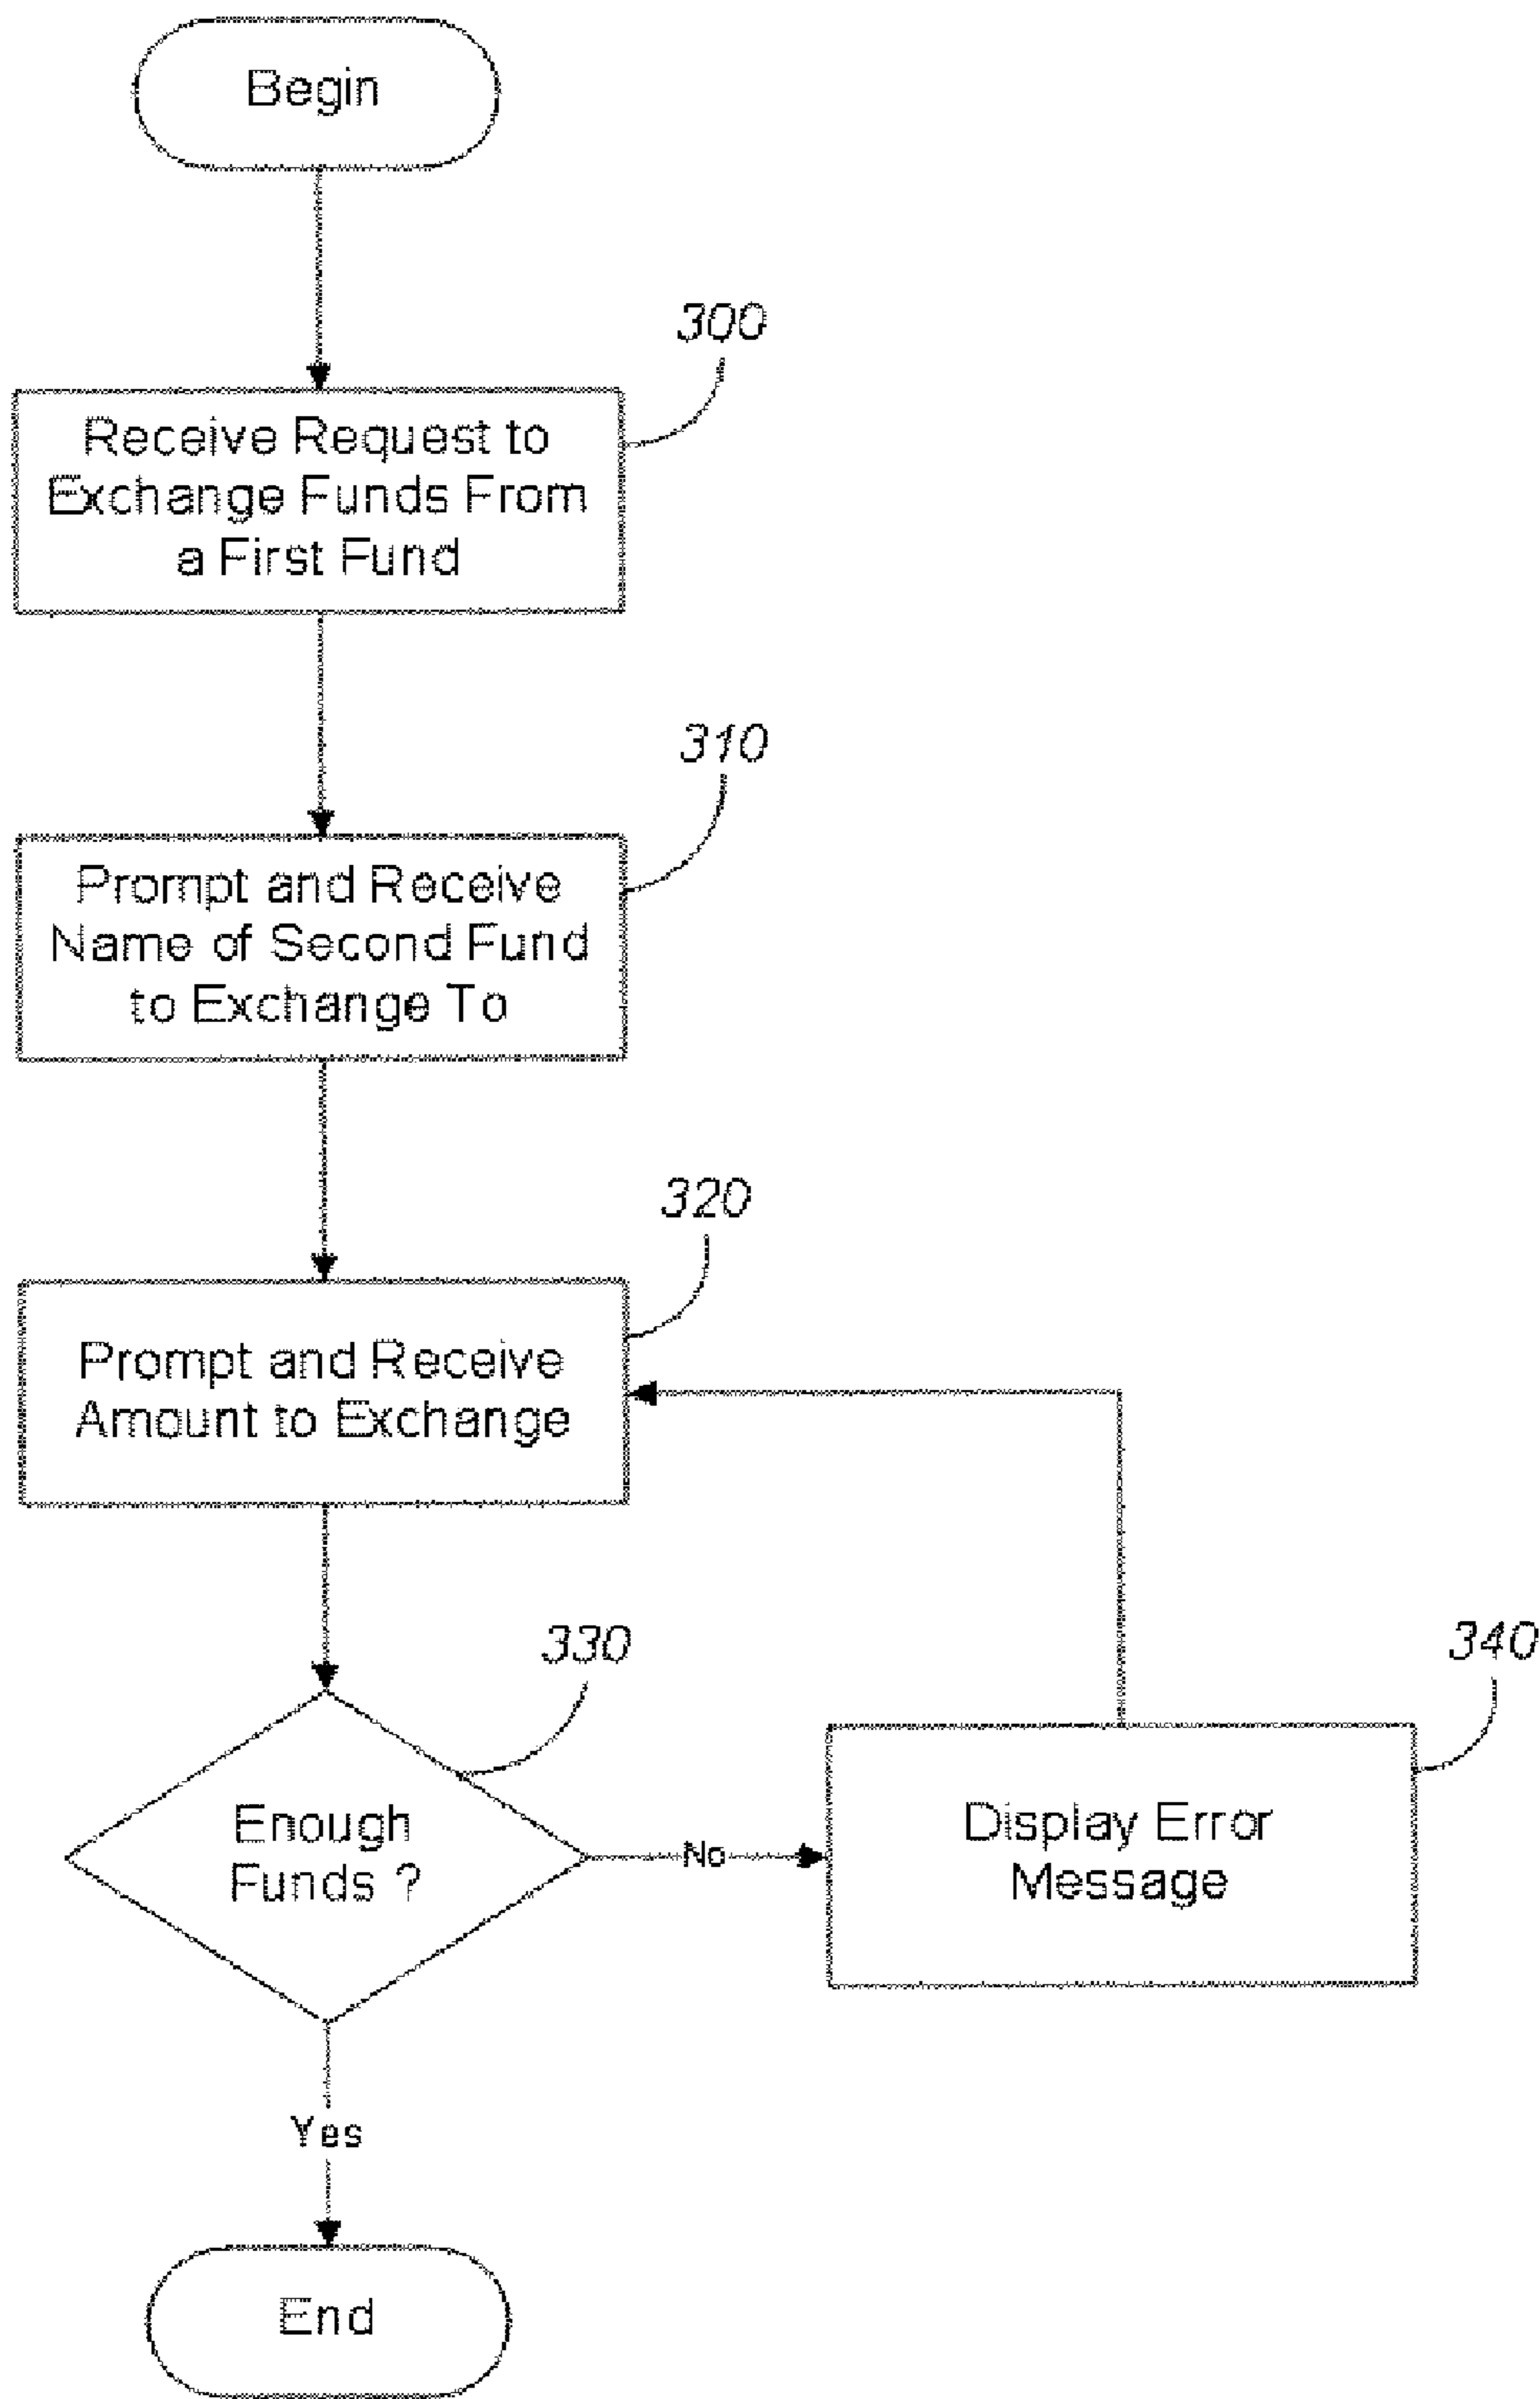 Begin
300
Receive Request to
Exchange Funds From
a First Fund
310
Prompt and Receive
Name of Second Fund
to Exchange To
320
Prompt and Receive
Amount to Exchange
330
340
Enough
Funds ?
No
Display Error
Message
Yes
End